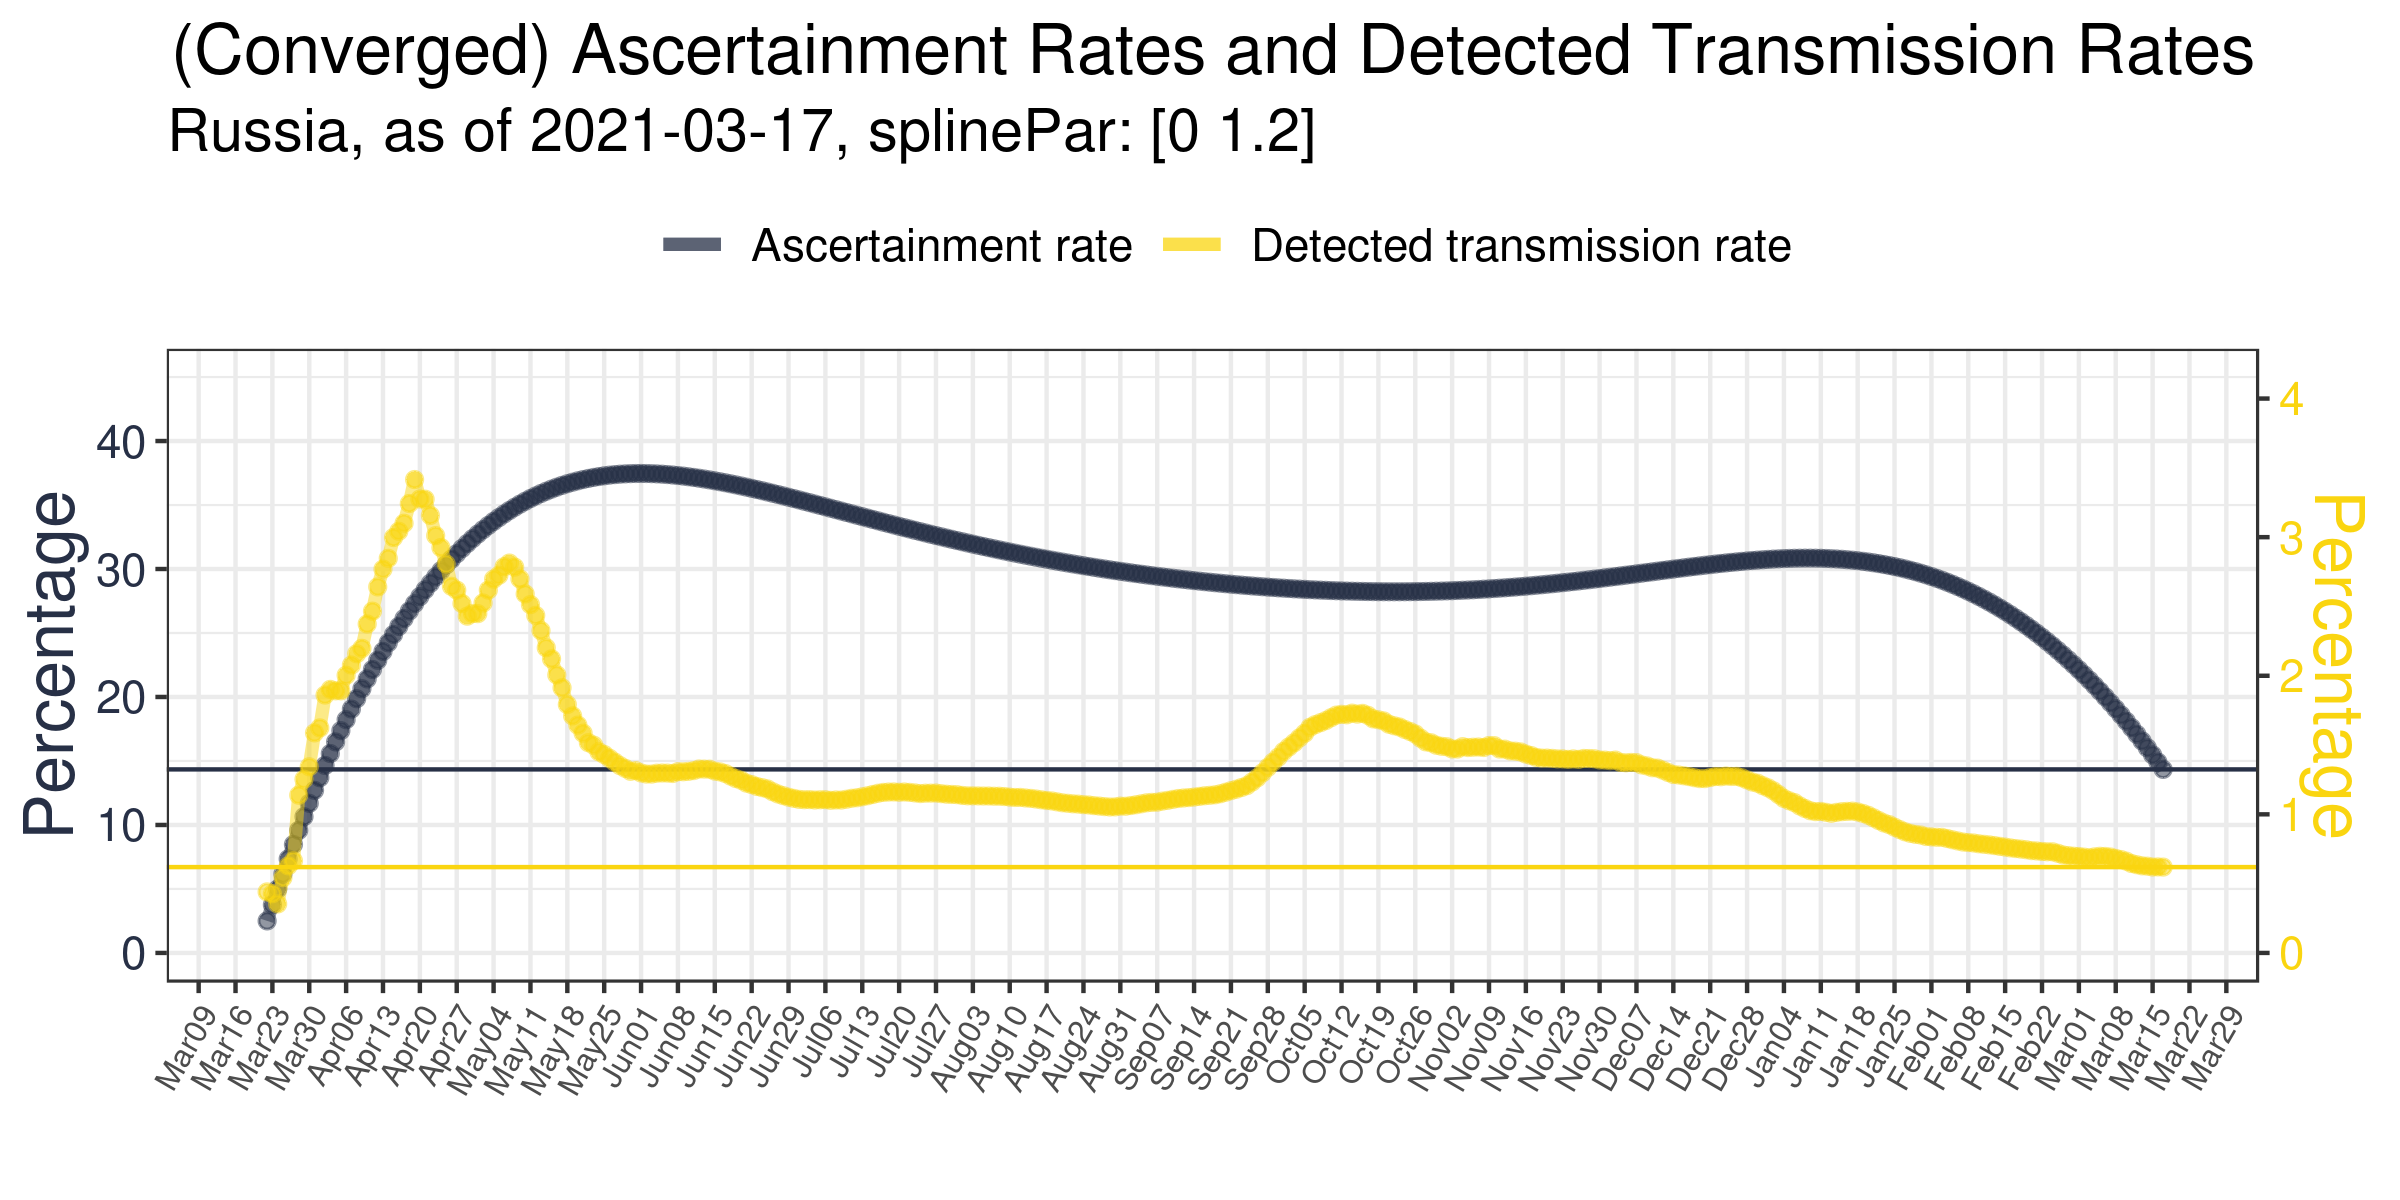 (Converged) Ascertainment Rates and Detected Transmission Rates
Russia, as of 2021-03-17, splinePar: [0 1.2]
Ascertainment rate Detected transmission rate
Percentage
40
30
20
10
0
4
3
2
1
0
Percentage
Mar09 Mar16 Mar23 Mar30 Apr06 Apr13 Apr20 Apr27 May04 May11 May18 May25 Jun01 Jun08 Jun15 Jun22 Jun29 Jul06 Jul13 Jul20 Jul27 Aug03 Aug10 Aug17 Aug24 Aug31 Sep07 Sep14 Sep21 Sep28 Oct05 Oct12 Oct19 Oct26 Nov02 Nov09 Nov16 Nov23 Nov30 Dec07 Dec14 Dec21 Dec28 Jan04 Jan11 Jan18 Jan25 Feb01 Feb08 Feb15 Feb22 Mar01 Mar08 Mar15 Mar22 Mar29